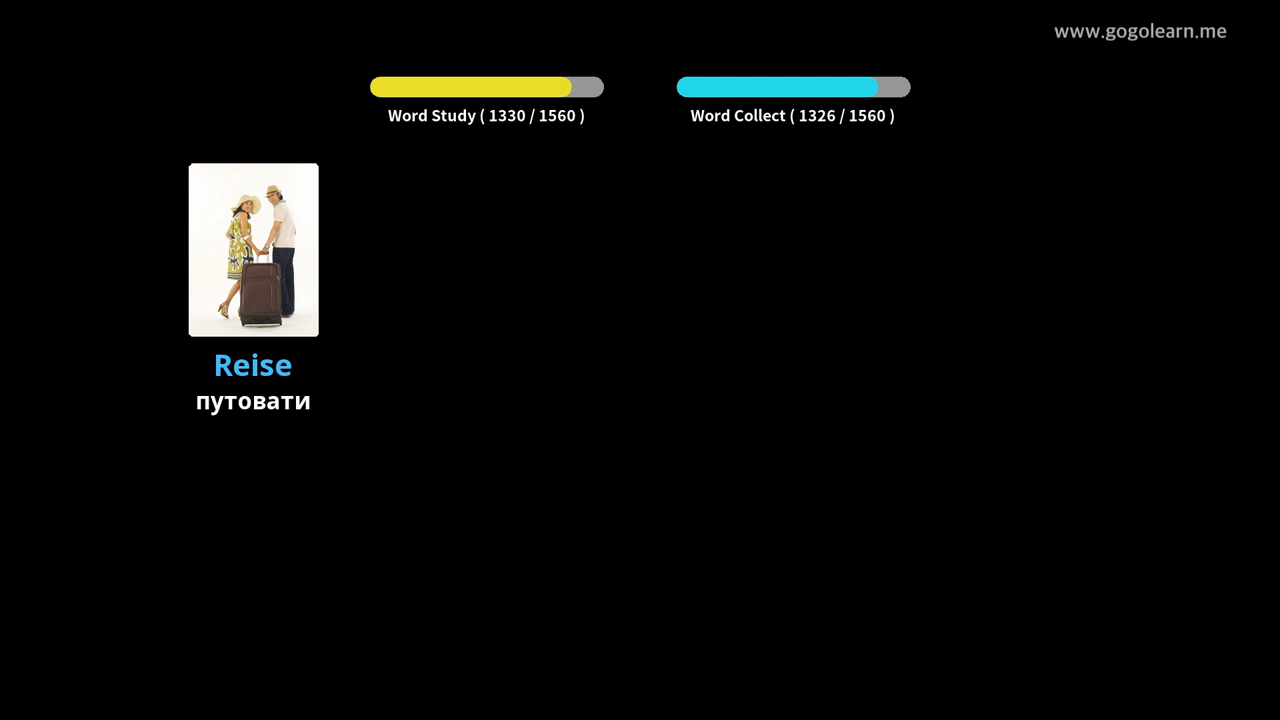 www.gogolearn.me
Word Study ( 1330 / 1560 )
Word Collect ( 1326 / 1560 )
Reise
путовати